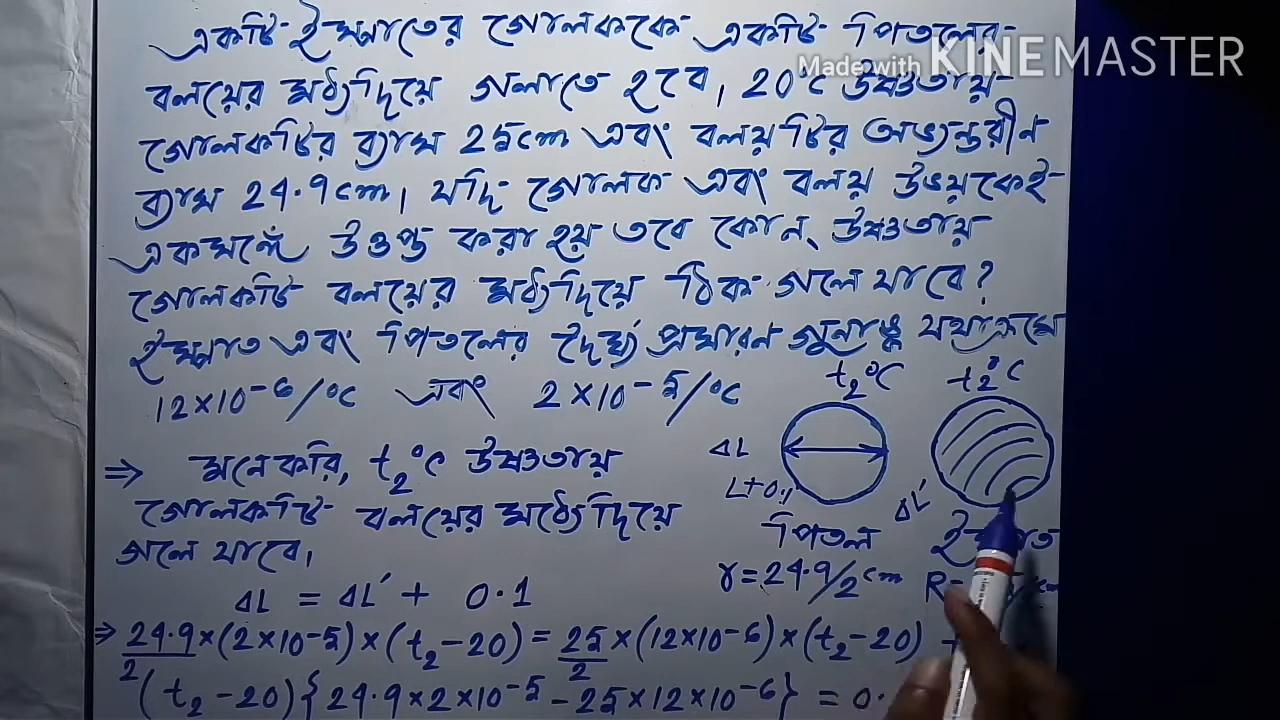 Made with KINEMASTER
একটি ইস্পাতের গোলককে একটি পিতলের
বলয়ের মধ্যদিয়ে গলাতে হবে। 20°C উষ্ণতায়
গোলকটির ব্যাস 25cm এবং বলয়টির অভ্যন্তরীন
ব্যাস 24.9cm। যদি গোলক এবং বলয় উভয়কেই
একসঙ্গে উত্তপ্ত করা হয় তবে কোন্ উষ্ণতায়
গোলকটি বলয়ের মধ্যদিয়ে ঠিক গলে যাবে?
ইস্পাত এবং পিতলের দৈর্ঘ্য প্রসারণ গুনাঙ্ক যথাক্রমে
12×10⁻⁶/°C এবং 2×10⁻⁵/°C
t₂°C t₂°C
ΔL
L+0.1
ΔL′
পিতল ইস্পাত
r=24.9/2 cm R= cm
⇒ মনেকরি, t₂°C উষ্ণতায়
গোলকটি বলয়ের মধ্যে দিয়ে
গলে যাবে।
ΔL = ΔL′ + 0.1
⇒ 24.9/2×(2×10⁻⁵)×(t₂-20) = 25/2×(12×10⁻⁶)×(t₂-20) +
(t₂-20){24.9×2×10⁻⁵-25×12×10⁻⁶} = 0.